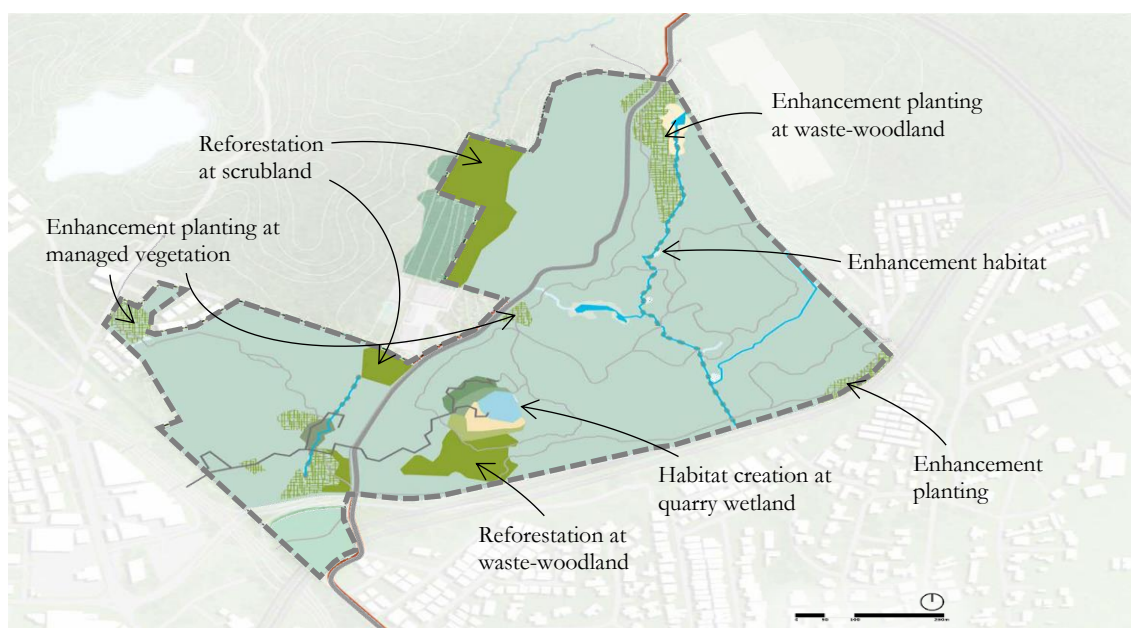 Enhancement planting
at waste-woodland
Reforestation
at scrubland
Enhancement planting at
managed vegetation
Enhancement habitat
Enhancement
planting
Habitat creation at
quarry wetland
Reforestation at
waste-woodland
100